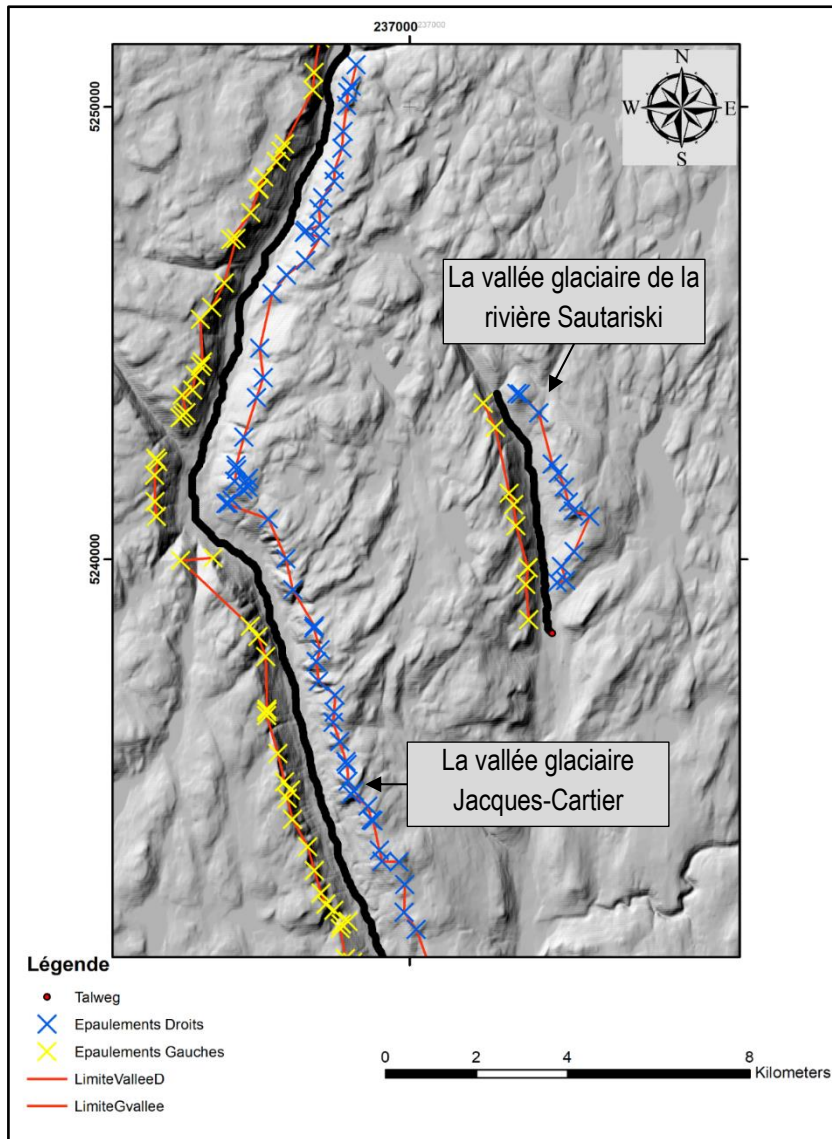 237000 237000
N
W E
S
5250000
La vallée glaciaire de la
rivière Sautariski
5240000
La vallée glaciaire
Jacques-Cartier
Légende
Talweg
Epaulements Droits
Epaulements Gauches
LimiteValleeD
LimiteGvallee
0 2 4 8
Kilometers